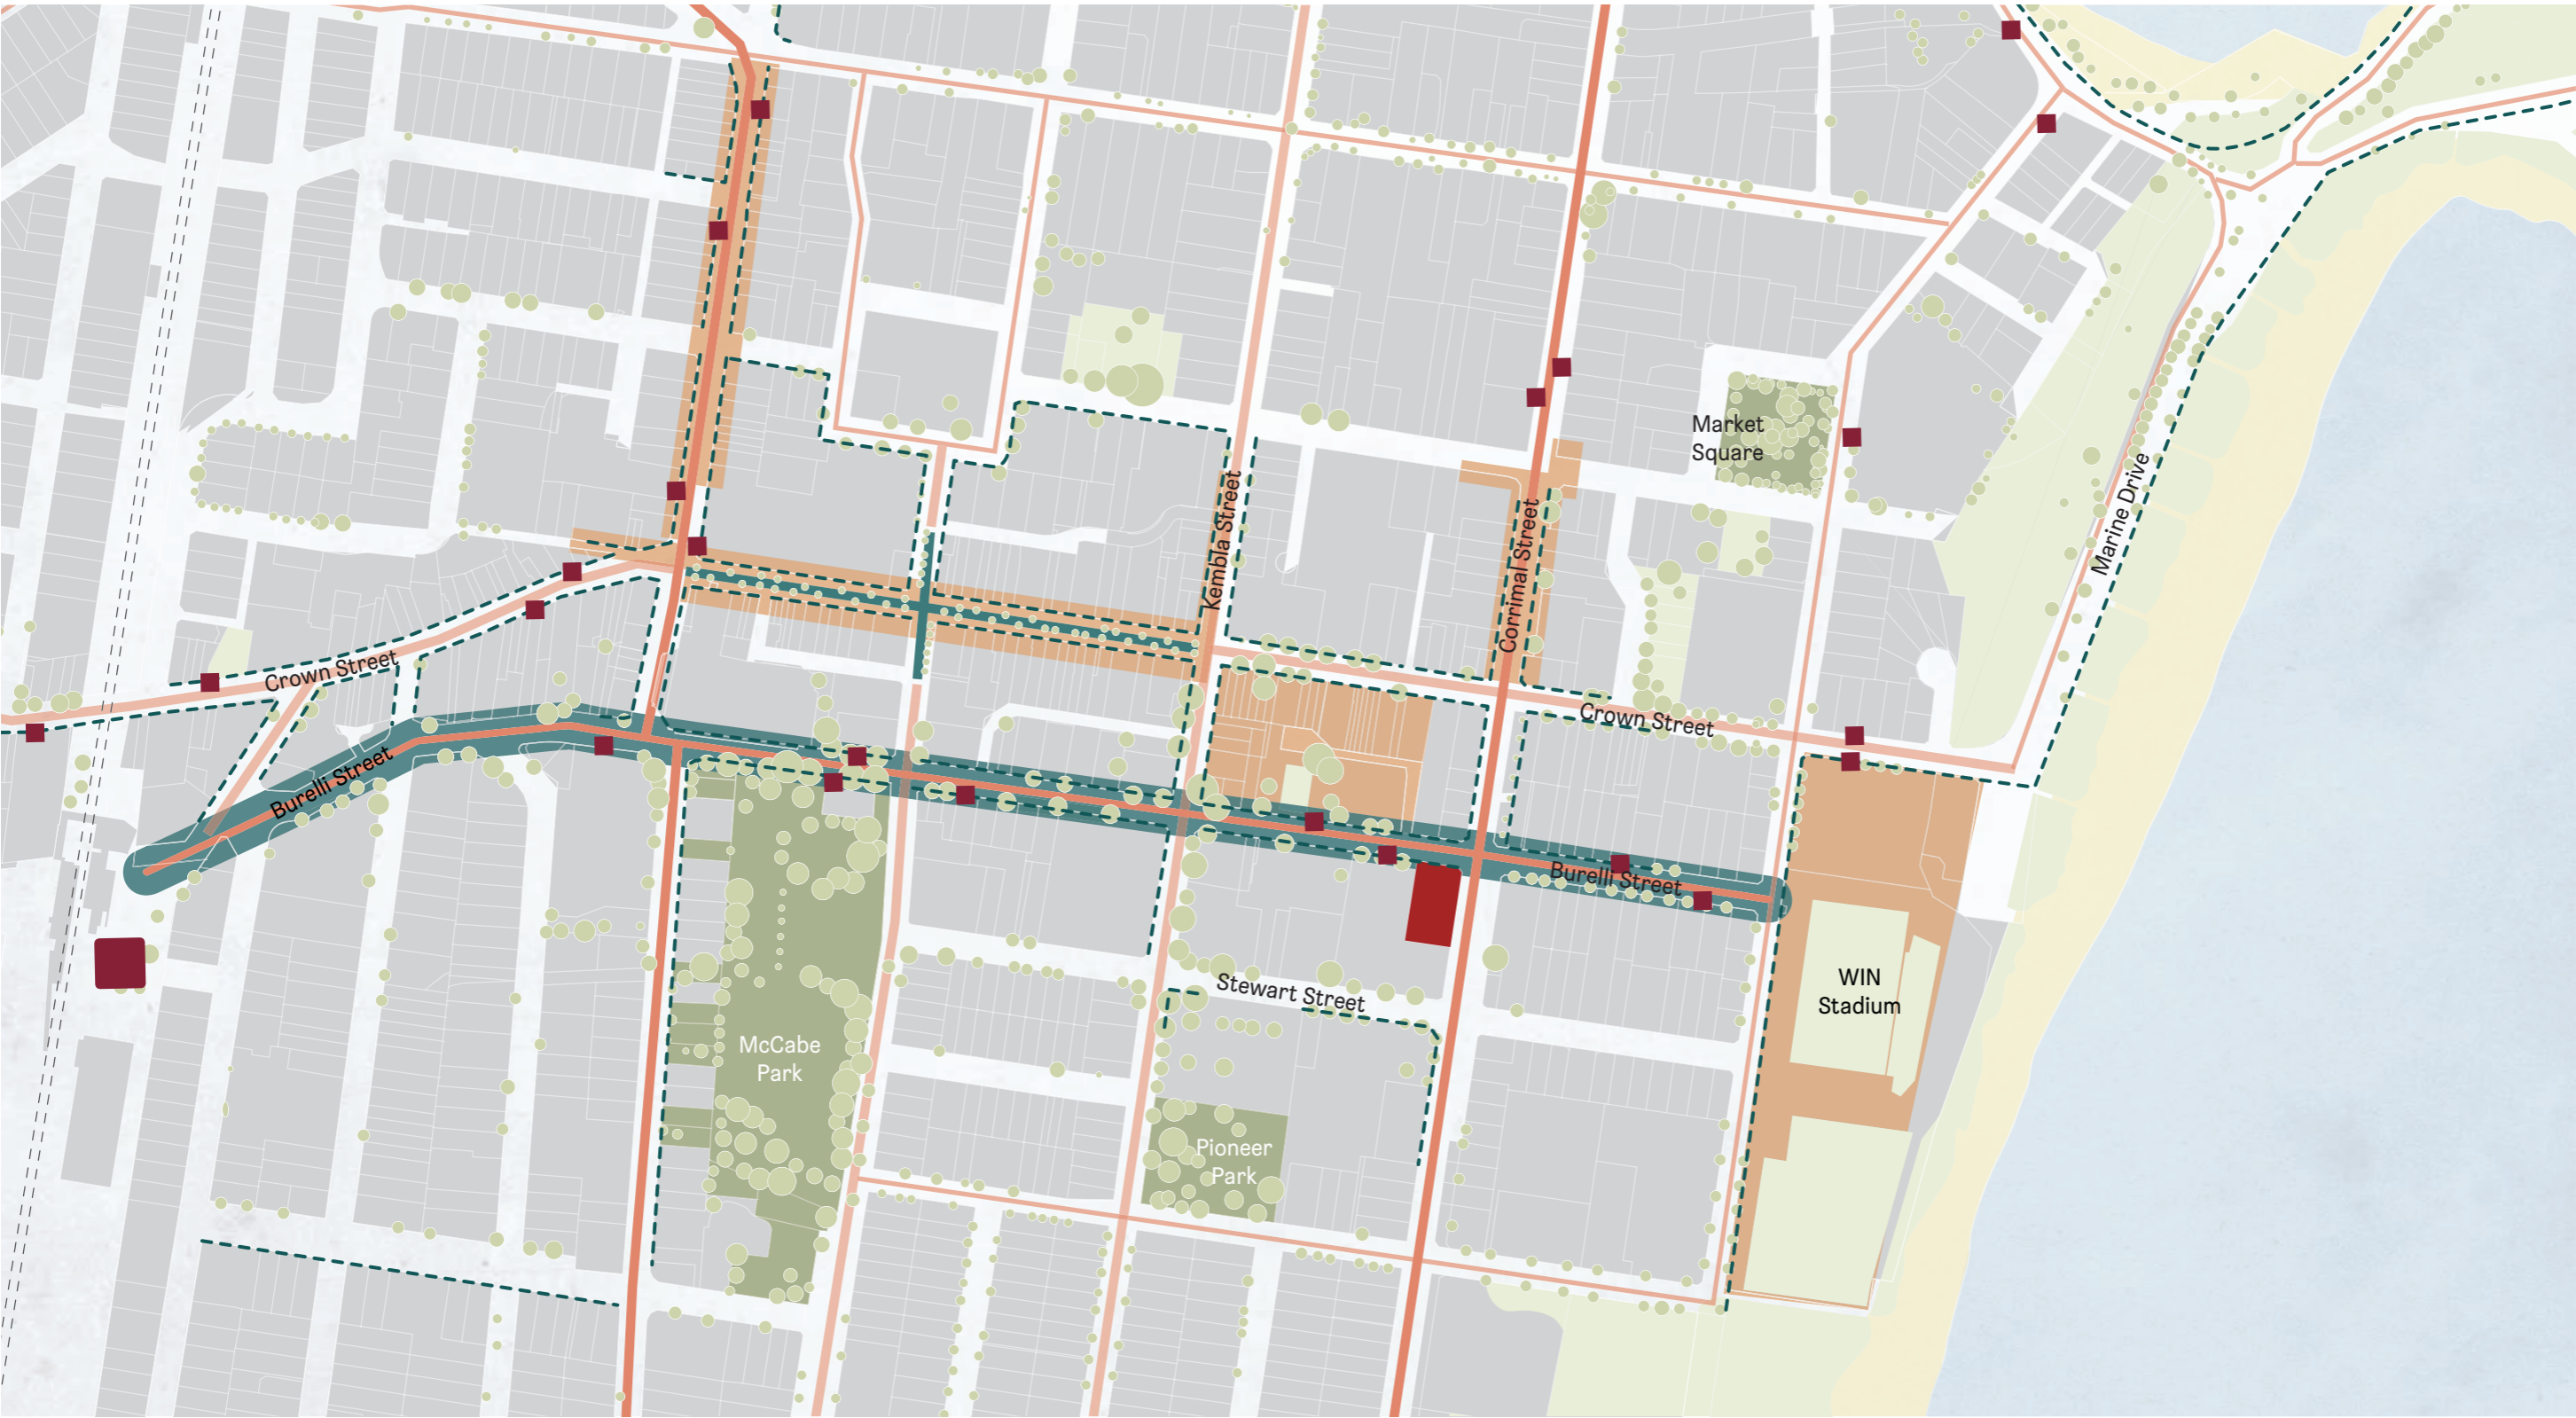 Market
Square
Kembla Street
Corrimal Street
Marine Drive
Crown Street
Crown Street
Burelli Street
Burelli Street
WIN
Stadium
Stewart Street
McCabe
Park
Pioneer
Park